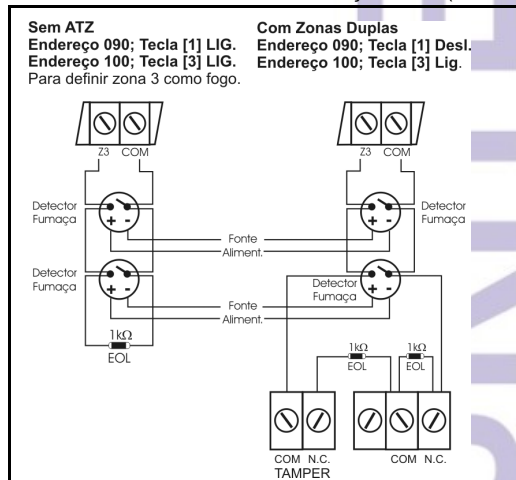 Sem ATZ
Endereço 090; Tecla [1] LIG.
Endereço 100; Tecla [3] LIG.
Para definir zona 3 como fogo.
Com Zonas Duplas
Endereço 090; Tecla [1] Desl.
Endereço 100; Tecla [3] Lig.
Z3 COM
Z3 COM
Detector
Fumaça
+ -
Fonte
Aliment.
+ -
Detector
Fumaça
Detector
Fumaça
+ -
Fonte
Aliment.
Detector
Fumaça
+ -
1kΩ
EOL
1kΩ
EOL
1kΩ
EOL
COM N.C.
TAMPER
COM N.C.